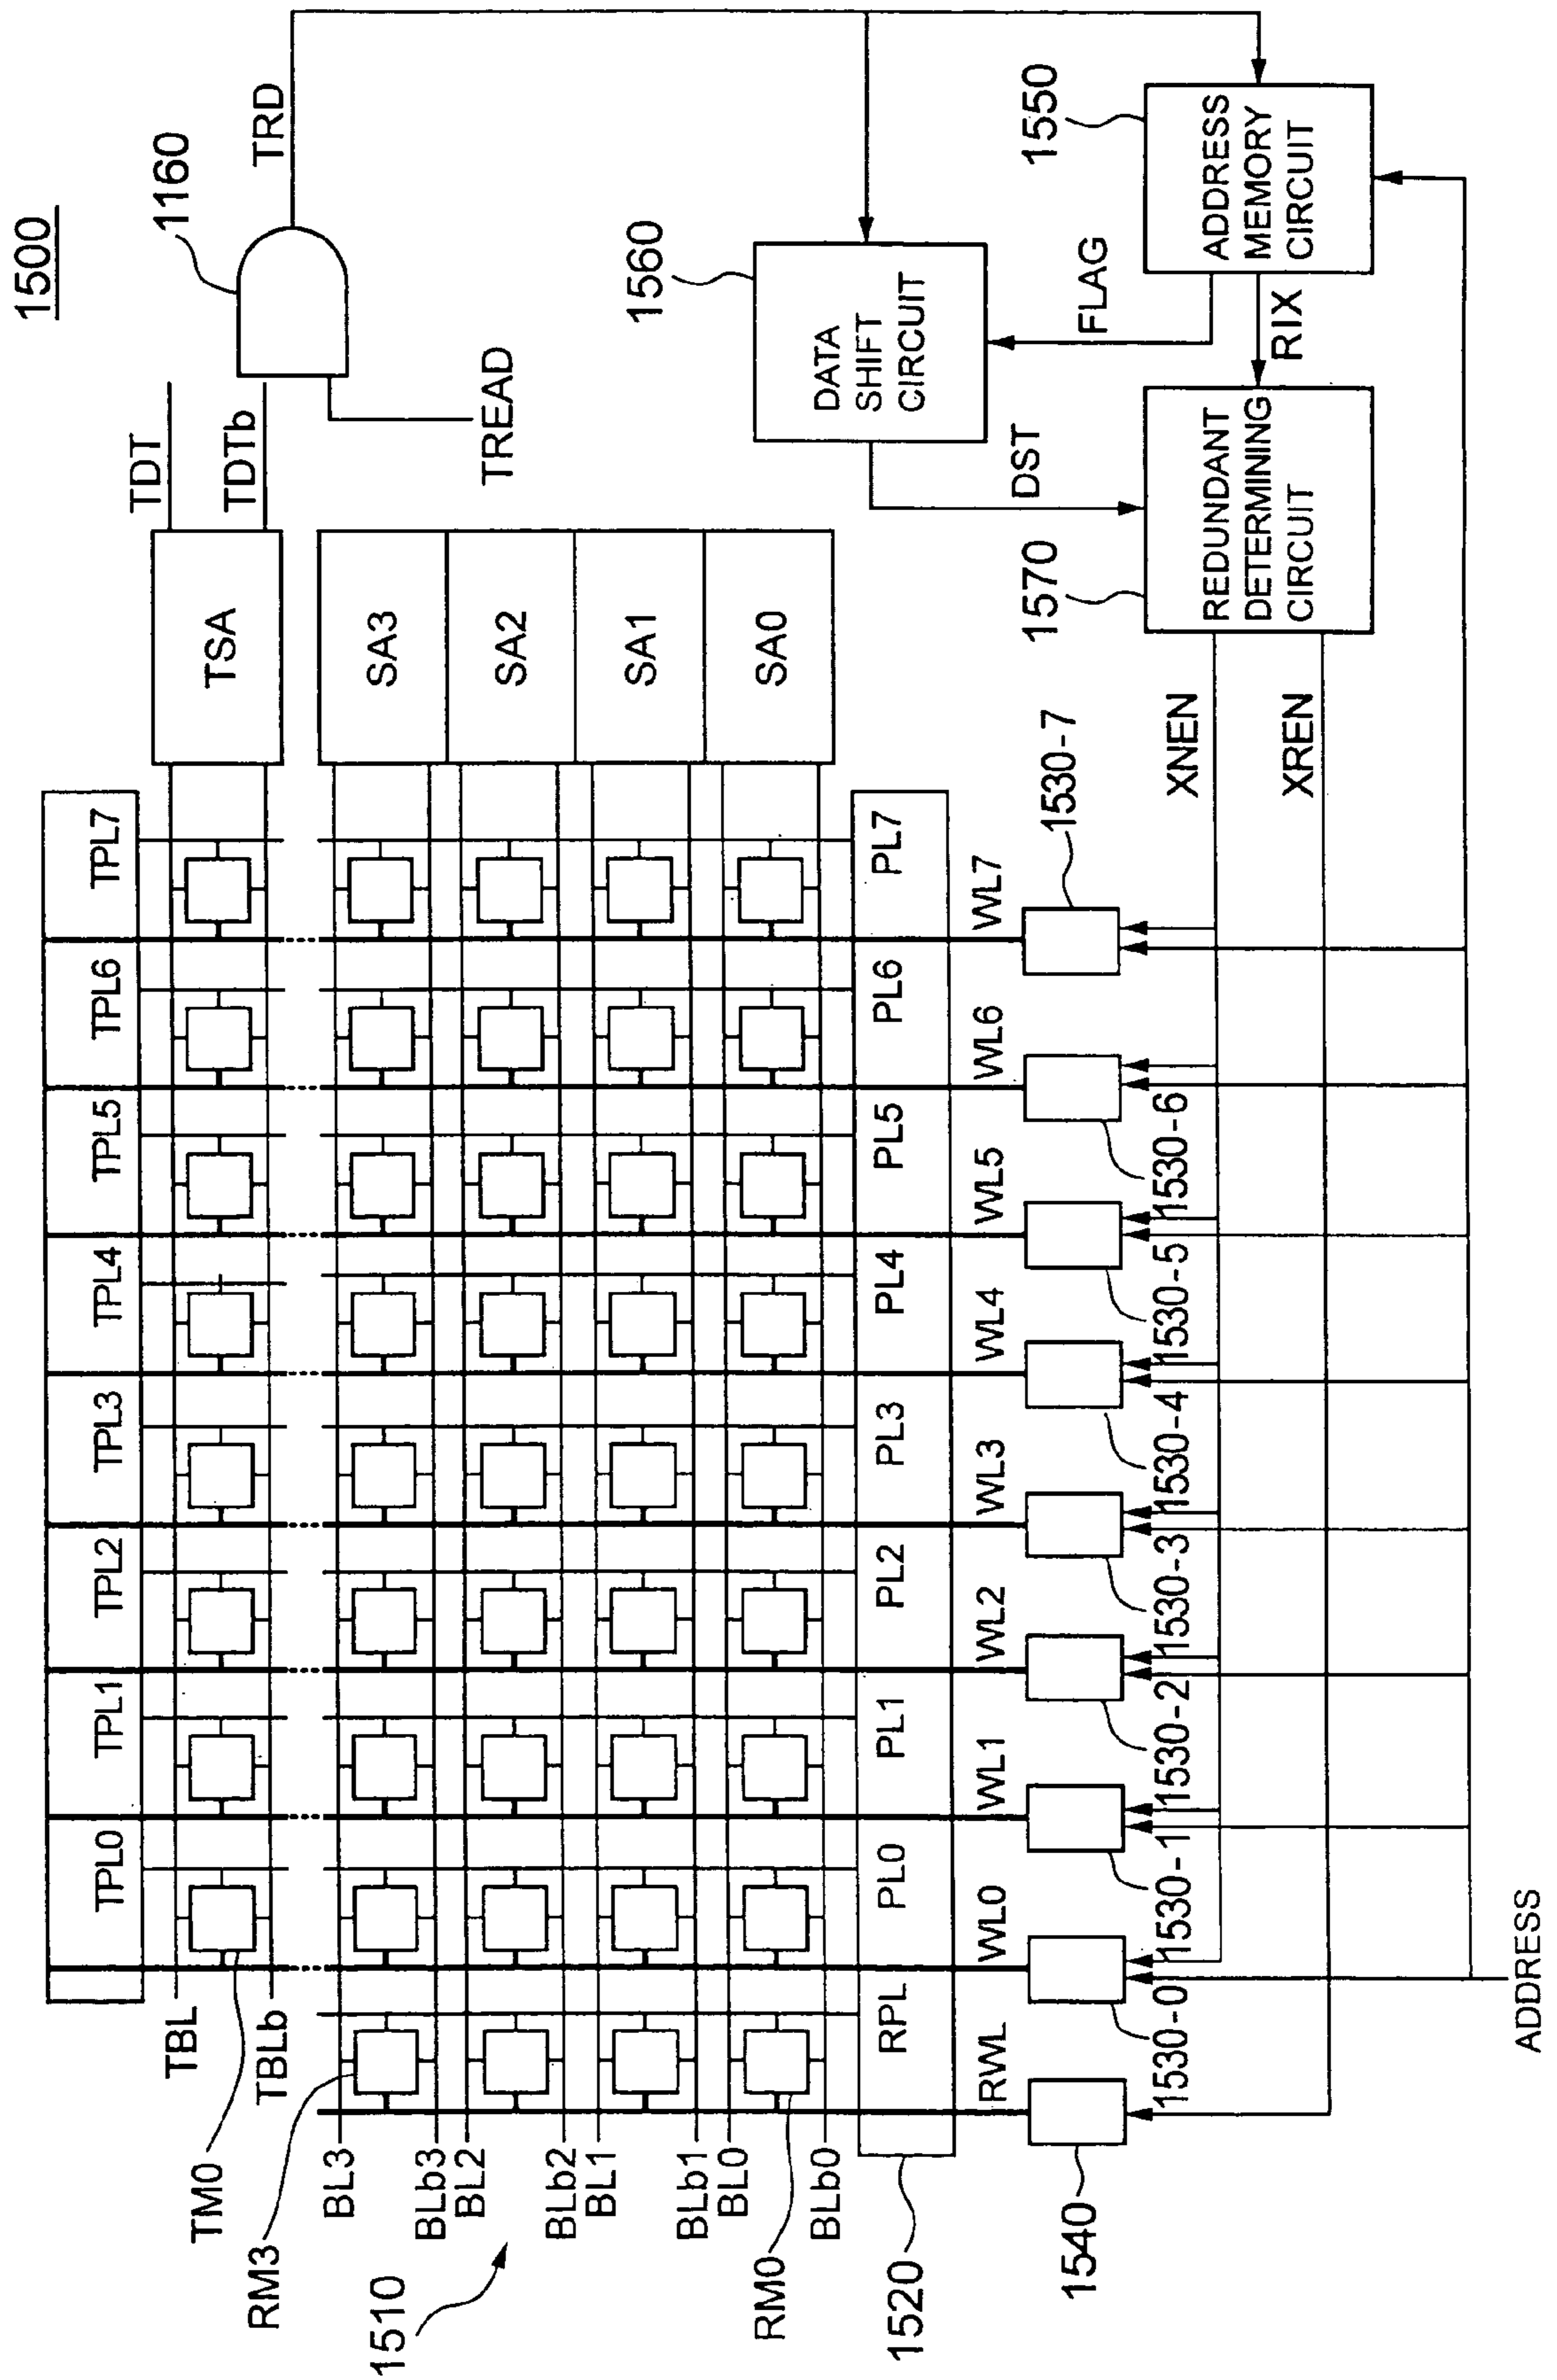 1500
TPL0
TPL1
TPL2
TPL3
TPL4
TPL5
TPL6
TPL7
TBL
TBLb
TSA
TDT
TDTb
1160
TRD
TREAD
TM0
RM3
BL3
BLb3
BL2
BLb2
BL1
BLb1
BL0
BLb0
SA3
SA2
SA1
SA0
1510
RM0
1520
RPL
PL0
PL1
PL2
PL3
PL4
PL5
PL6
PL7
RWL
WL0
WL1
WL2
WL3
WL4
WL5
WL6
WL7
1540
1530-0
1530-1
1530-2
1530-3
1530-4
1530-5
1530-6
1530-7
XNEN
XREN
1560
DATA
SHIFT
CIRCUIT
FLAG
DST
1570
REDUNDANT
DETERMINING
CIRCUIT
RIX
1550
ADDRESS
MEMORY
CIRCUIT
ADDRESS